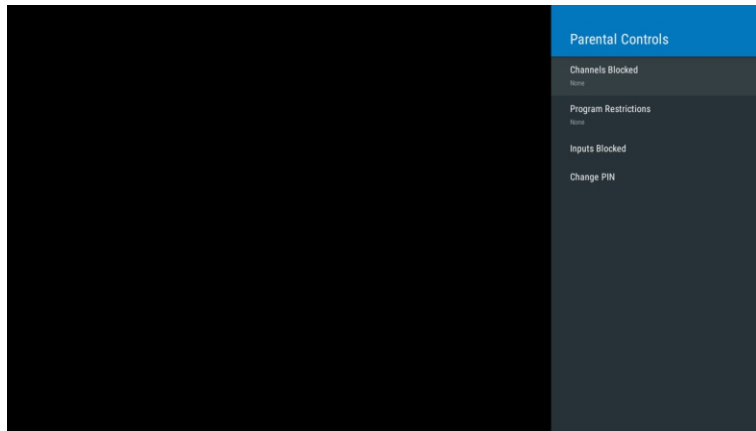 Parental Controls
Channels Blocked
None
Program Restrictions
None
Inputs Blocked
Change PIN